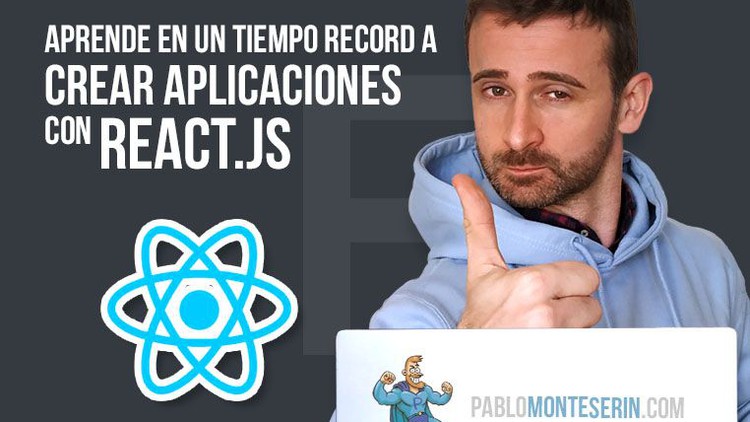 APRENDE EN UN TIEMPO RECORD A
CREAR APLICACIONES
CON REACT.JS
P
PABLOMONTESERIN.COM